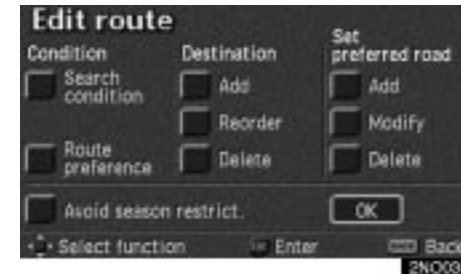 Edit route
Condition
Destination
Set
preferred road
Search
condition
Add
Add
Reorder
Modify
Route
preference
Delete
Delete
Avoid season restrict.
OK
Select function
Enter
Back
2NO03